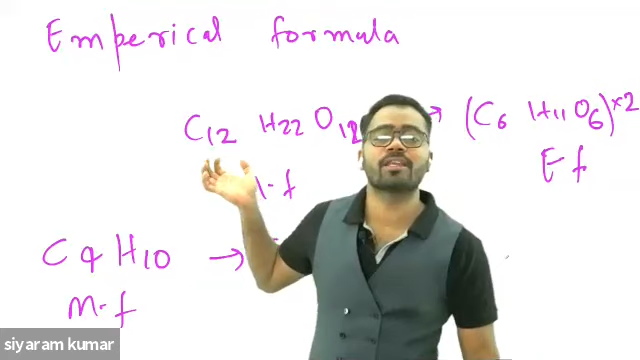 Emperical formula
C12 H22 O12 → (C6 H11 O6)×2
M.f E.f
C4 H10 →
M.f
siyaram kumar